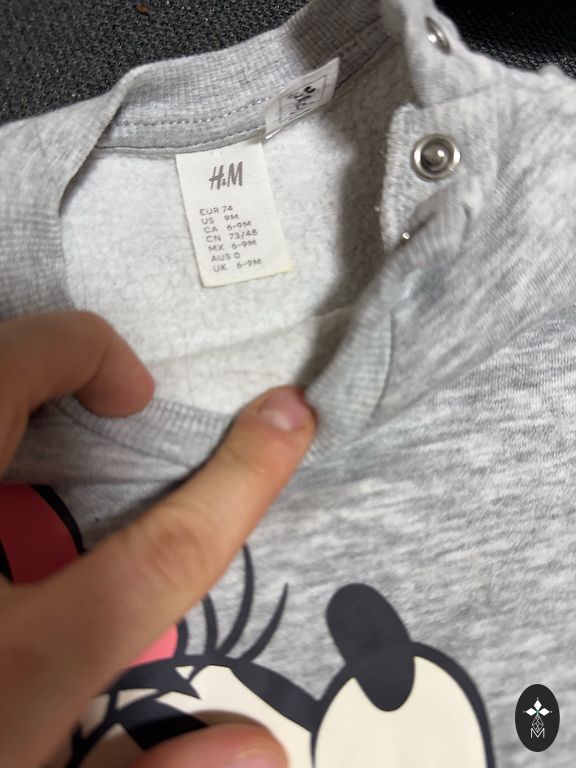 H&M
EUR 74
US 9M
CA 6-9M
CN 73/48
MX 6-9M
AUS 0
UK 6-9M
M